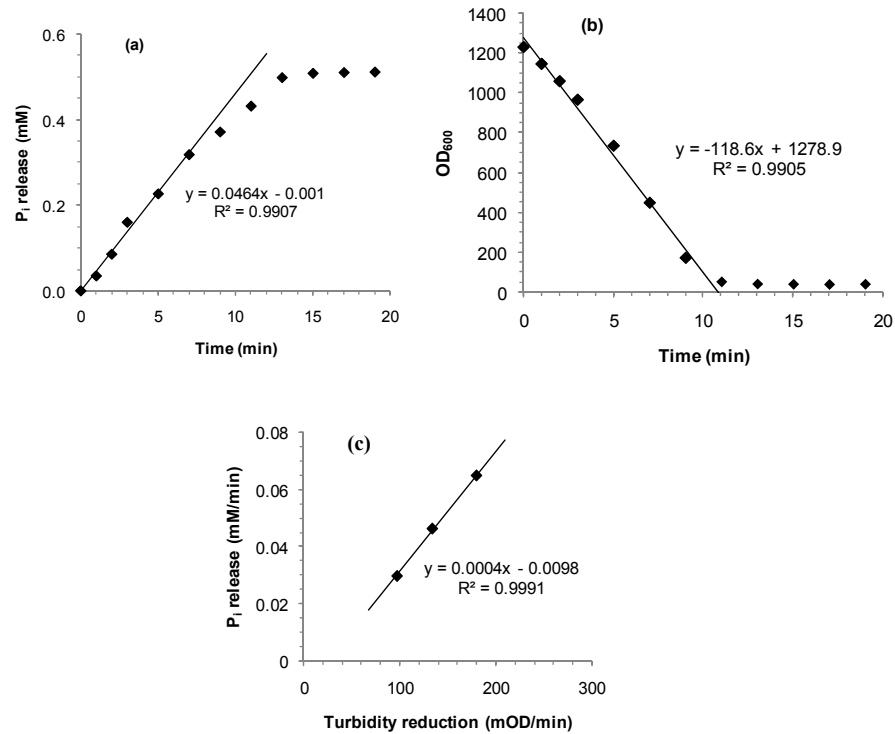 (a)
0.6
0.4
0.2
0.0
P_i release (mM)
y = 0.0464x - 0.001
R² = 0.9907
0 5 10 15 20
Time (min)
(b)
1400
1200
1000
800
600
400
200
0
OD₆₀₀
y = -118.6x + 1278.9
R² = 0.9905
0 5 10 15 20
Time (min)
(c)
0.08
0.06
0.04
0.02
0
P_i release (mM/min)
y = 0.0004x - 0.0098
R² = 0.9991
0 100 200 300
Turbidity reduction (mOD/min)